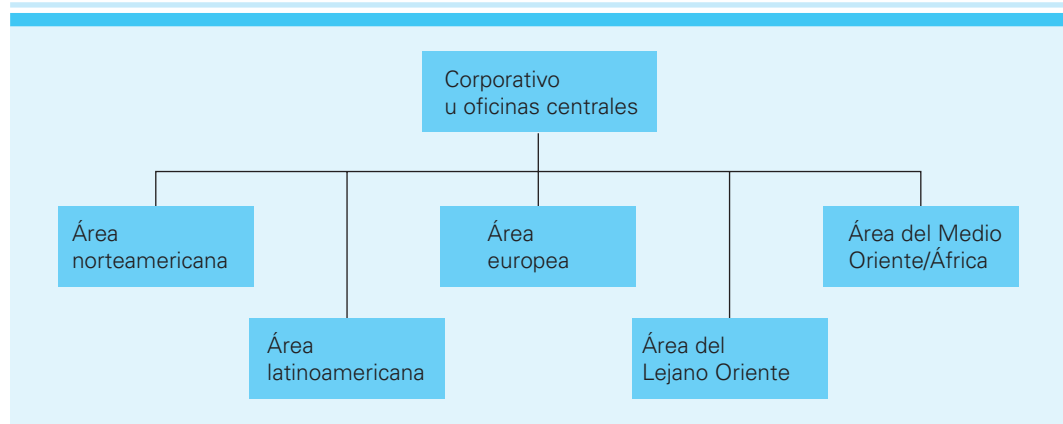 Corporativo
u oficinas centrales
Área
norteamericana
Área
europea
Área del Medio
Oriente/África
Área
latinoamericana
Área del
Lejano Oriente